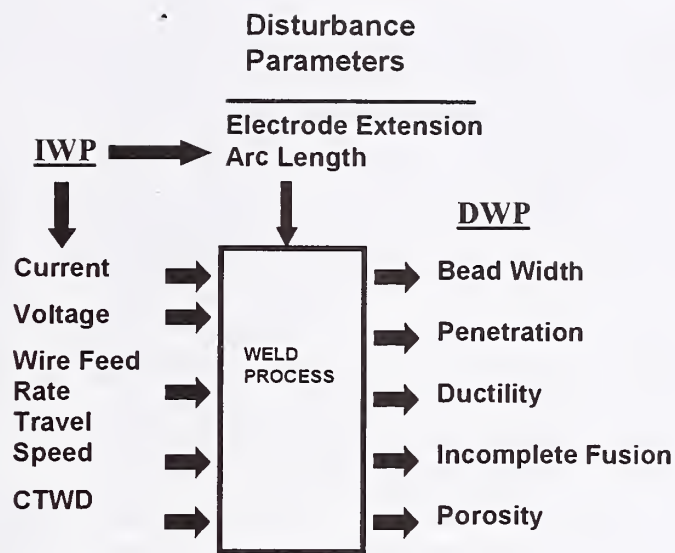 Disturbance
Parameters
Electrode Extension
Arc Length
IWP
DWP
Current
Voltage
Wire Feed
Rate
Travel
Speed
CTWD
WELD
PROCESS
Bead Width
Penetration
Ductility
Incomplete Fusion
Porosity